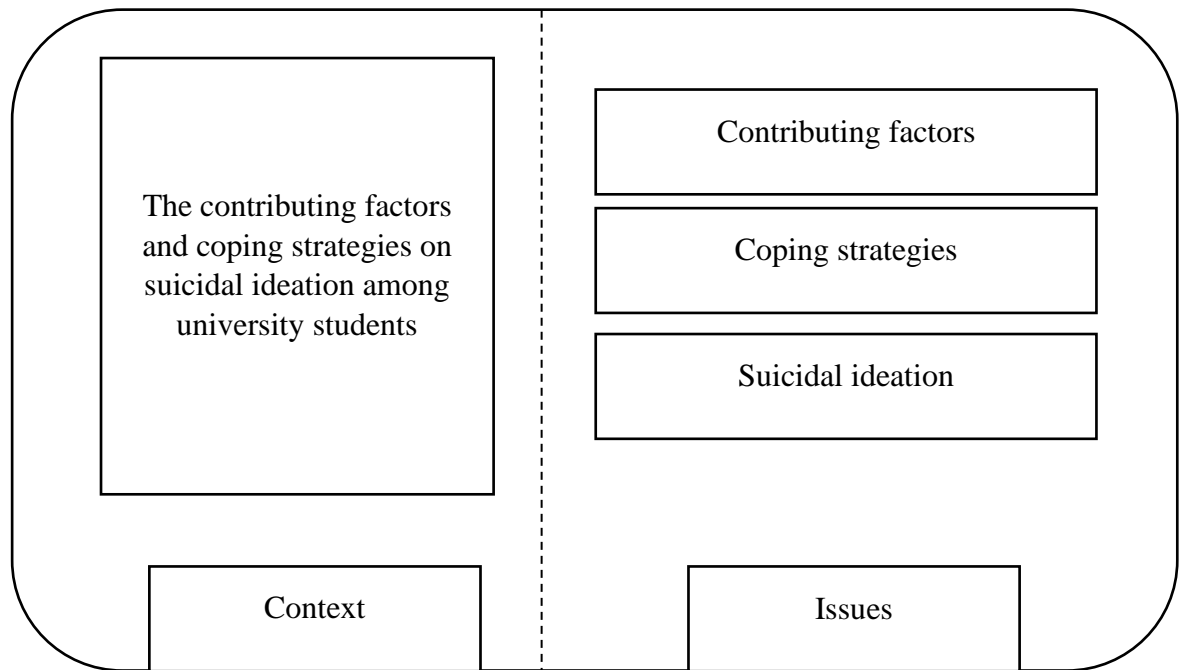 The contributing factors
and coping strategies on
suicidal ideation among
university students
Contributing factors
Coping strategies
Suicidal ideation
Context
Issues